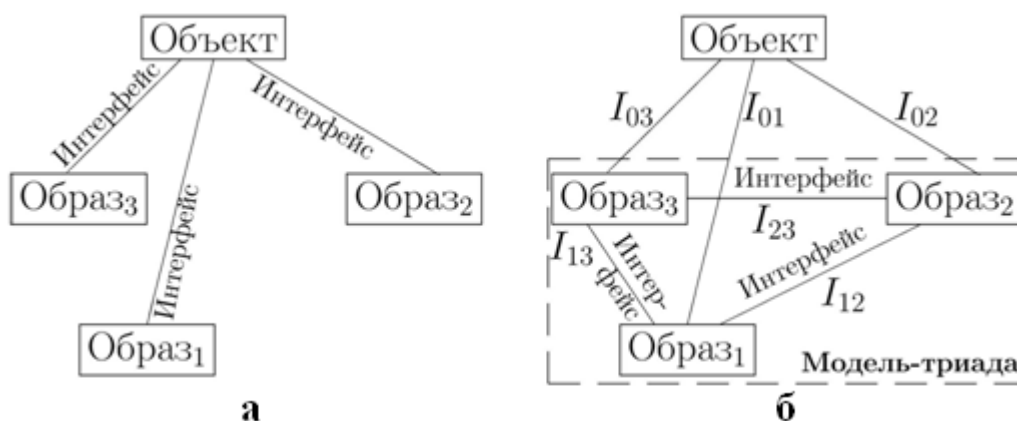 Объект
Интерфейс
Интерфейс
Интерфейс
Образ₃
Образ₂
Образ₁
а
Объект
I₀₃
I₀₁
I₀₂
Образ₃
Интерфейс
I₂₃
Образ₂
I₁₃
Интер-
фейс
Интерфейс
I₁₂
Образ₁
Модель-триада
б